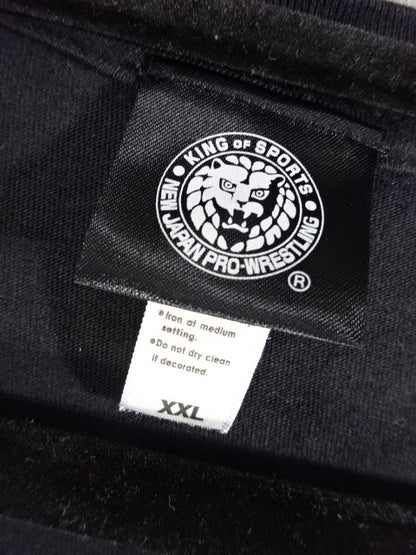 • KING OF SPORTS •
NEW JAPAN PRO-WRESTLING
®
•Iron at medium
setting.
•Do not dry clean
if decorated.
XXL